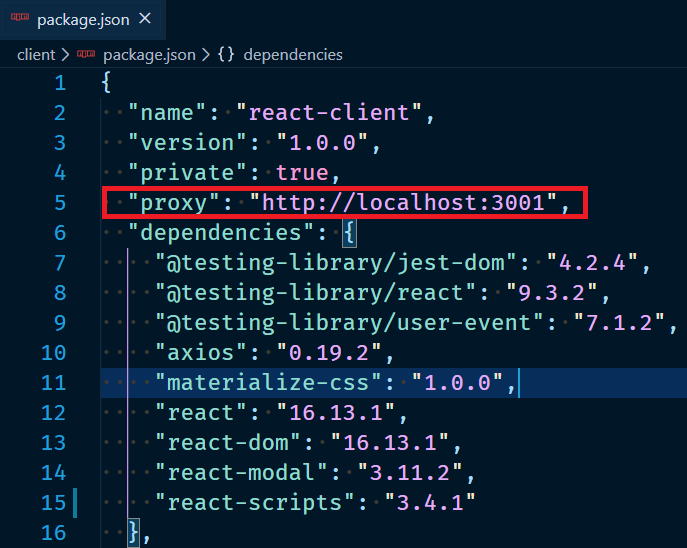 package.json ×
client > package.json > {} dependencies
1 {
2 "name": "react-client",
3 "version": "1.0.0",
4 "private": true,
5 "proxy": "http://localhost:3001",
6 "dependencies": {
7 "@testing-library/jest-dom": "4.2.4",
8 "@testing-library/react": "9.3.2",
9 "@testing-library/user-event": "7.1.2",
10 "axios": "0.19.2",
11 "materialize-css": "1.0.0",
12 "react": "16.13.1",
13 "react-dom": "16.13.1",
14 "react-modal": "3.11.2",
15 "react-scripts": "3.4.1"
16 },